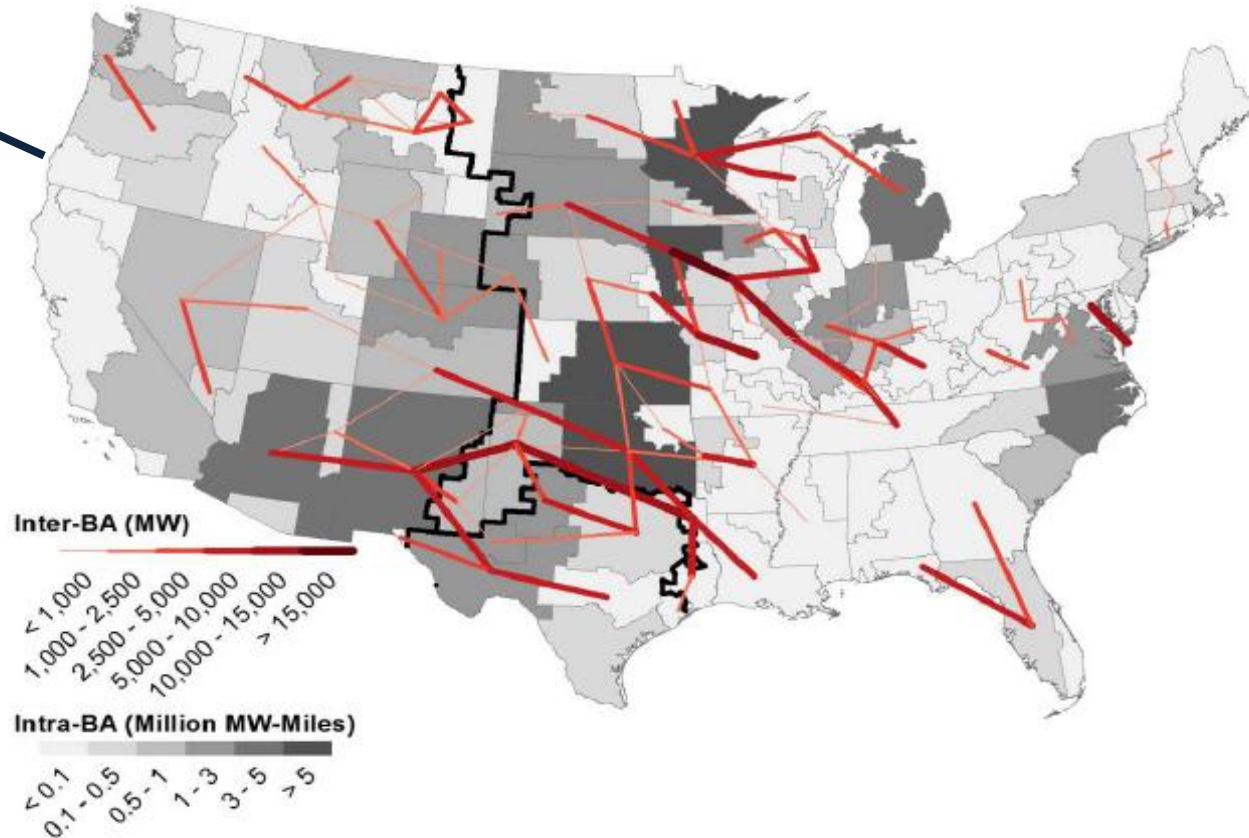 Inter-BA (MW)
< 1,000
1,000 - 2,500
2,500 - 5,000
5,000 - 10,000
10,000 - 15,000
> 15,000
Intra-BA (Million MW-Miles)
< 0.1
0.1 - 0.5
0.5 - 1
1 - 3
3 - 5
> 5